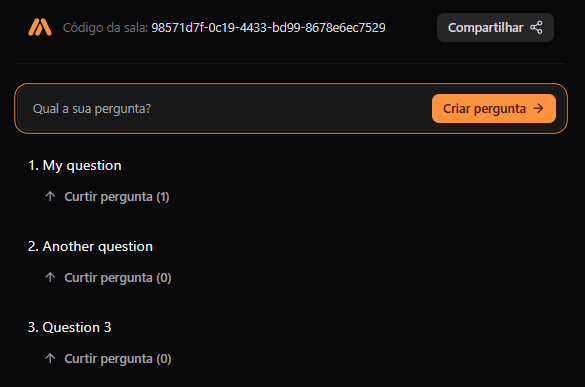 Código da sala: 98571d7f-0c19-4433-bd99-8678e6ec7529
Compartilhar
Qual a sua pergunta?
Criar pergunta
1. My question
Curtir pergunta (1)
2. Another question
Curtir pergunta (0)
3. Question 3
Curtir pergunta (0)